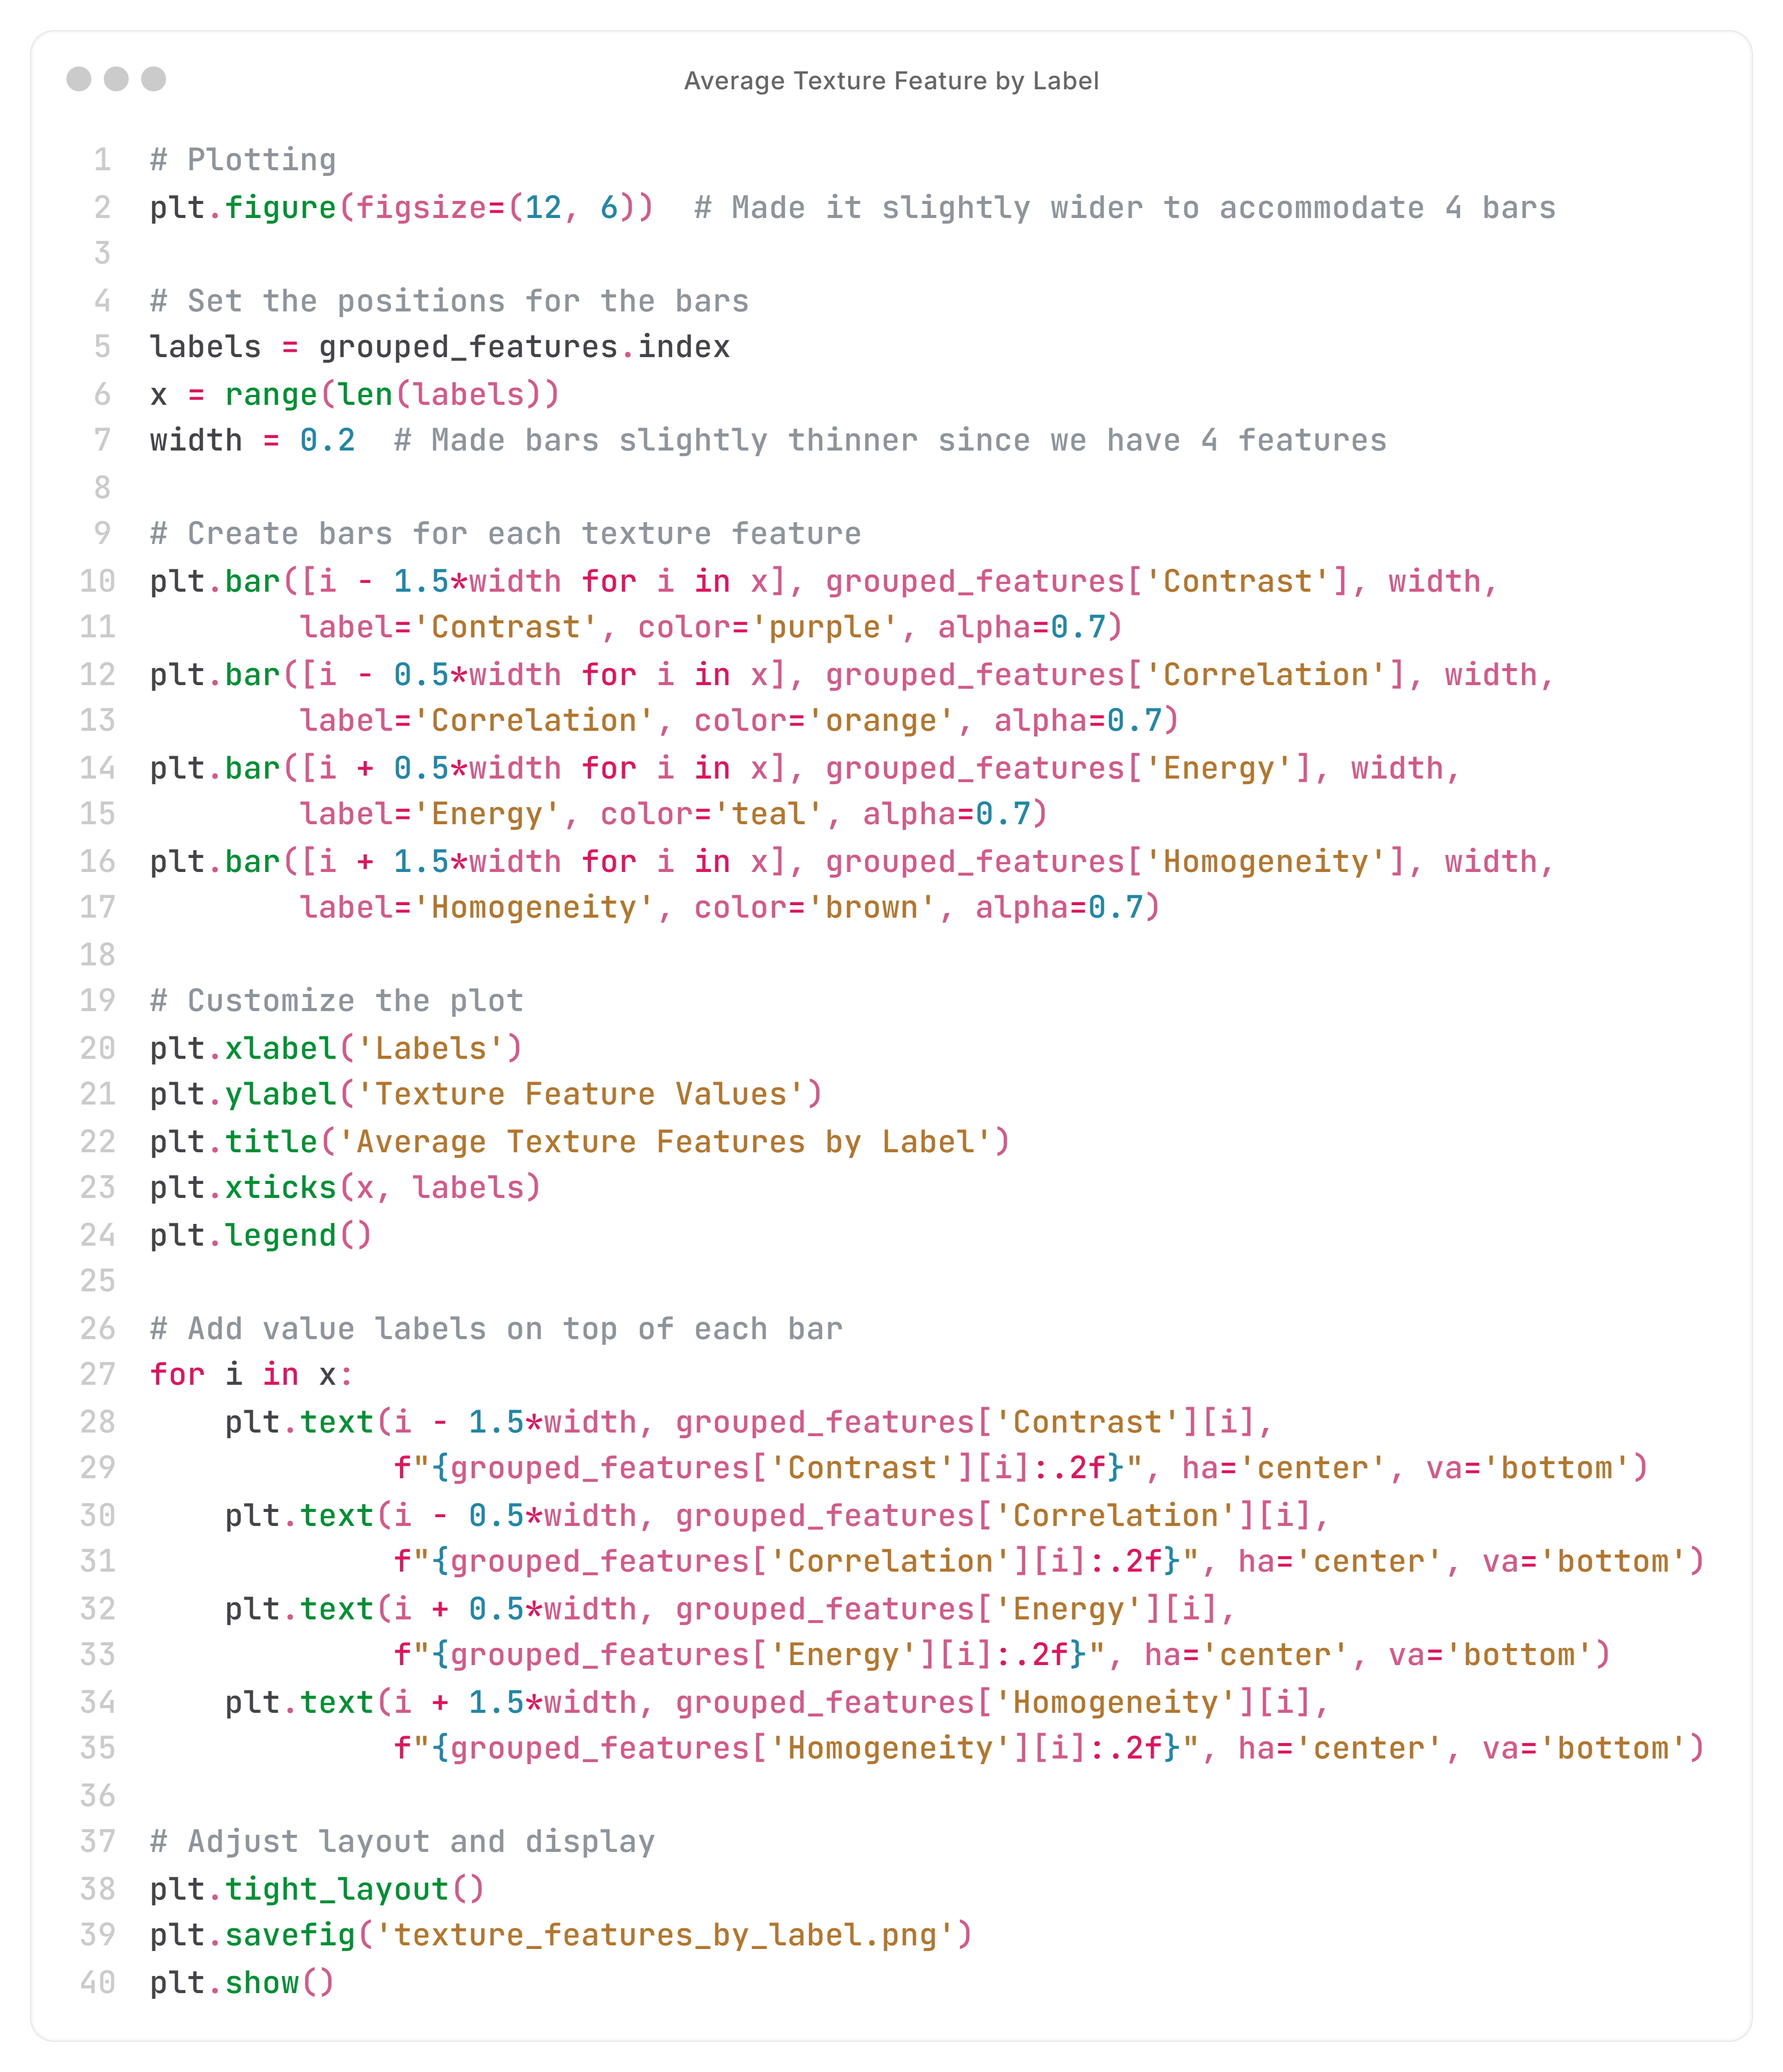 Average Texture Feature by Label
1 # Plotting
2 plt.figure(figsize=(12, 6))  # Made it slightly wider to accommodate 4 bars
3
4 # Set the positions for the bars
5 labels = grouped_features.index
6 x = range(len(labels))
7 width = 0.2  # Made bars slightly thinner since we have 4 features
8
9 # Create bars for each texture feature
10 plt.bar([i - 1.5*width for i in x], grouped_features['Contrast'], width,
11         label='Contrast', color='purple', alpha=0.7)
12 plt.bar([i - 0.5*width for i in x], grouped_features['Correlation'], width,
13         label='Correlation', color='orange', alpha=0.7)
14 plt.bar([i + 0.5*width for i in x], grouped_features['Energy'], width,
15         label='Energy', color='teal', alpha=0.7)
16 plt.bar([i + 1.5*width for i in x], grouped_features['Homogeneity'], width,
17         label='Homogeneity', color='brown', alpha=0.7)
18
19 # Customize the plot
20 plt.xlabel('Labels')
21 plt.ylabel('Texture Feature Values')
22 plt.title('Average Texture Features by Label')
23 plt.xticks(x, labels)
24 plt.legend()
25
26 # Add value labels on top of each bar
27 for i in x:
28     plt.text(i - 1.5*width, grouped_features['Contrast'][i],
29              f"{grouped_features['Contrast'][i]:.2f}", ha='center', va='bottom')
30     plt.text(i - 0.5*width, grouped_features['Correlation'][i],
31              f"{grouped_features['Correlation'][i]:.2f}", ha='center', va='bottom')
32     plt.text(i + 0.5*width, grouped_features['Energy'][i],
33              f"{grouped_features['Energy'][i]:.2f}", ha='center', va='bottom')
34     plt.text(i + 1.5*width, grouped_features['Homogeneity'][i],
35              f"{grouped_features['Homogeneity'][i]:.2f}", ha='center', va='bottom')
36
37 # Adjust layout and display
38 plt.tight_layout()
39 plt.savefig('texture_features_by_label.png')
40 plt.show()